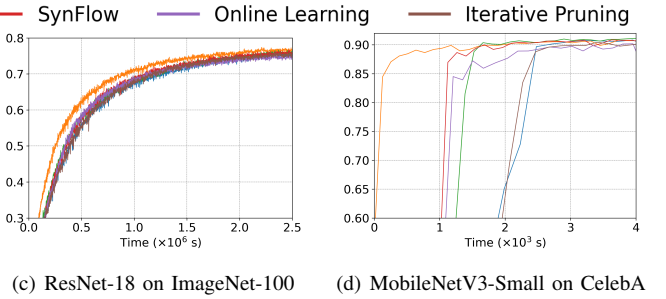 SynFlow Online Learning Iterative Pruning
0.8
0.7
0.6
0.5
0.4
0.3
0.0 0.5 1.0 1.5 2.0 2.5
Time (×10⁶ s)
0.90
0.85
0.80
0.75
0.70
0.65
0.60
0 1 2 3 4
Time (×10³ s)
(c) ResNet-18 on ImageNet-100
(d) MobileNetV3-Small on CelebA